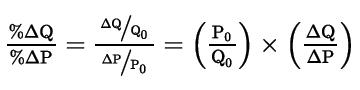 %ΔQ/%ΔP = ΔQ/Q₀ / ΔP/P₀ = (P₀/Q₀) × (ΔQ/ΔP)